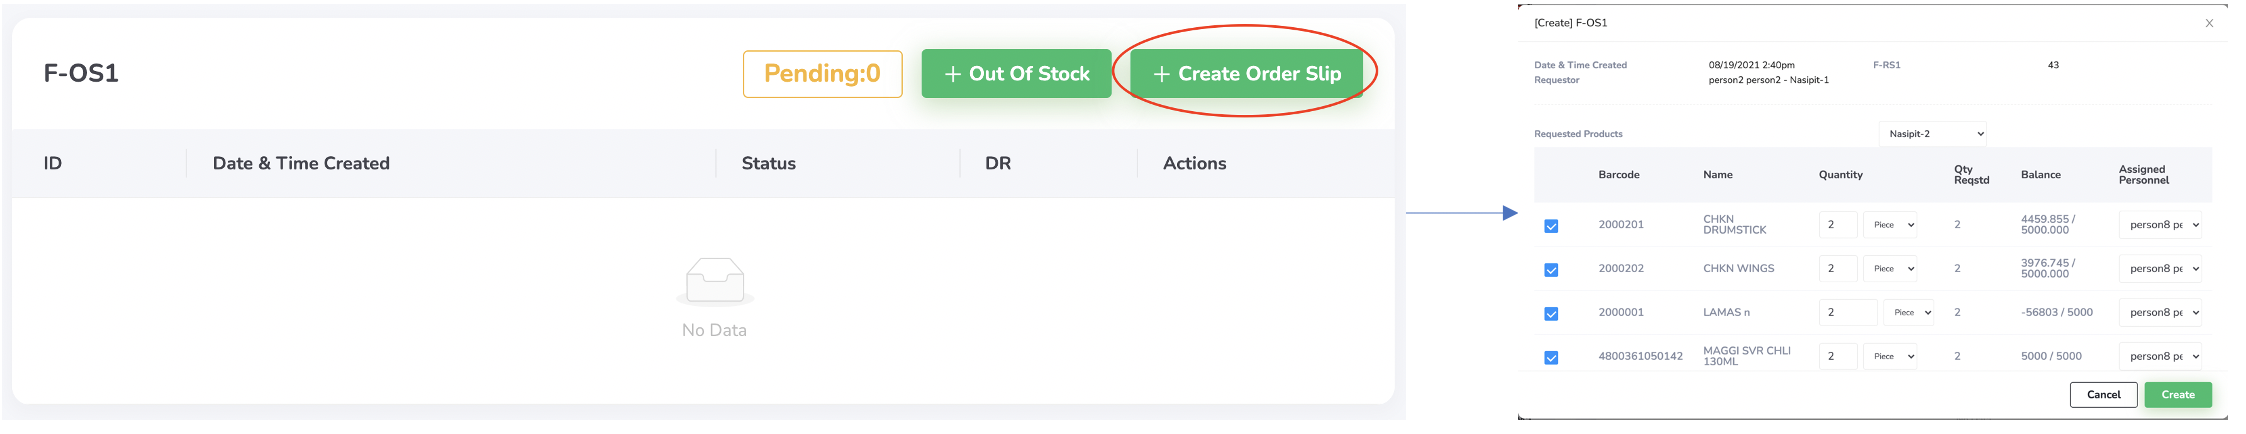 F-OS1
Pending:0
+ Out Of Stock
+ Create Order Slip
ID
Date & Time Created
Status
DR
Actions
No Data
[Create] F-OS1
X
Date & Time Created 08/19/2021 2:40pm F-RS1 43
Requestor person2 person2 - Nasipit-1
Requested Products Nasipit-2
Barcode Name Quantity Qty Reqstd Balance Assigned Personnel
2000201 CHKN DRUMSTICK 2 Piece 2 4459.855 / 5000.000 person8 pe
2000202 CHKN WINGS 2 Piece 2 3976.745 / 5000.000 person8 pe
2000001 LAMAS n 2 Piece 2 -56803 / 5000 person8 pe
4800361050142 MAGGI SVR CHLI 130ML 2 Piece 2 5000 / 5000 person8 pe
Cancel Create